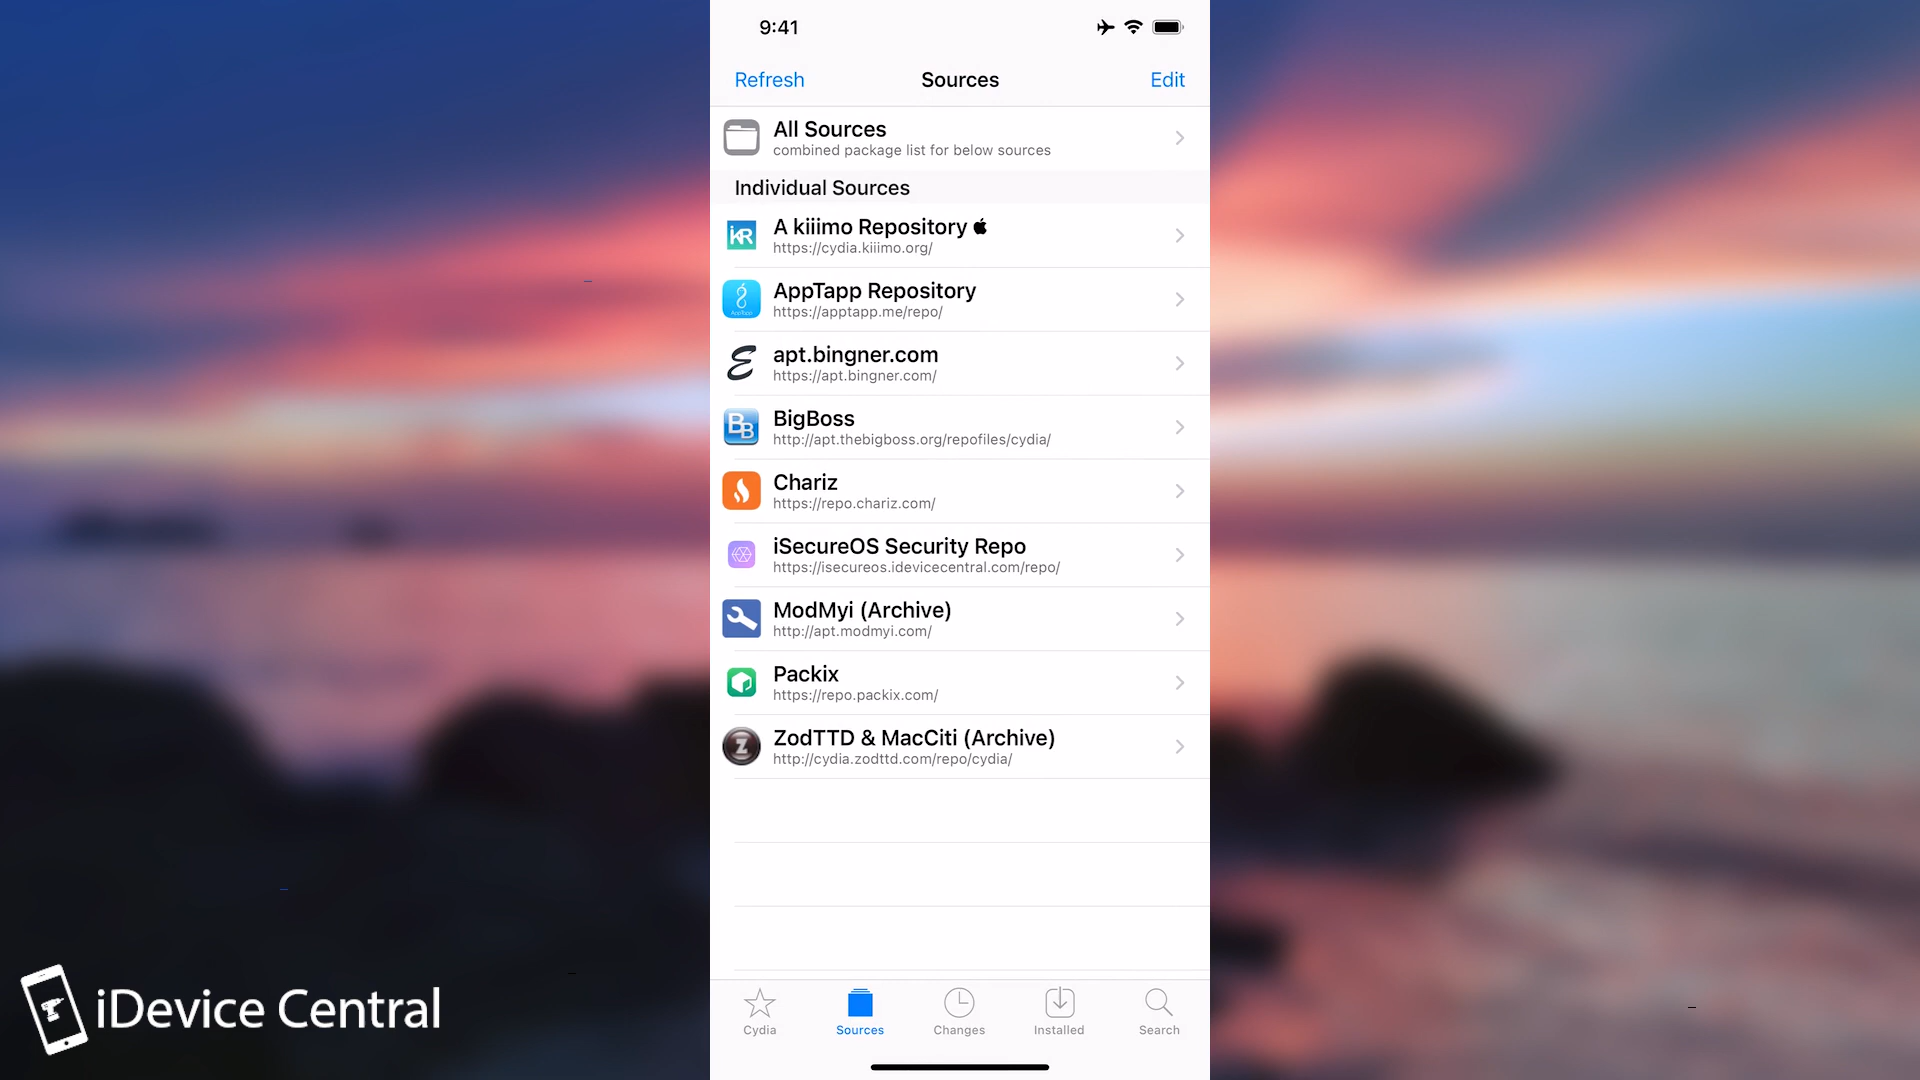 9:41
Refresh Sources Edit
All Sources
combined package list for below sources
Individual Sources
A kiiimo Repository
https://cydia.kiiimo.org/
AppTapp Repository
https://apptapp.me/repo/
apt.bingner.com
https://apt.bingner.com/
BigBoss
http://apt.thebigboss.org/repofiles/cydia/
Chariz
https://repo.chariz.com/
iSecureOS Security Repo
https://isecureos.idevicecentral.com/repo/
ModMyi (Archive)
http://apt.modmyi.com/
Packix
https://repo.packix.com/
ZodTTD & MacCiti (Archive)
http://cydia.zodttd.com/repo/cydia/
Cydia Sources Changes Installed Search
iDevice Central